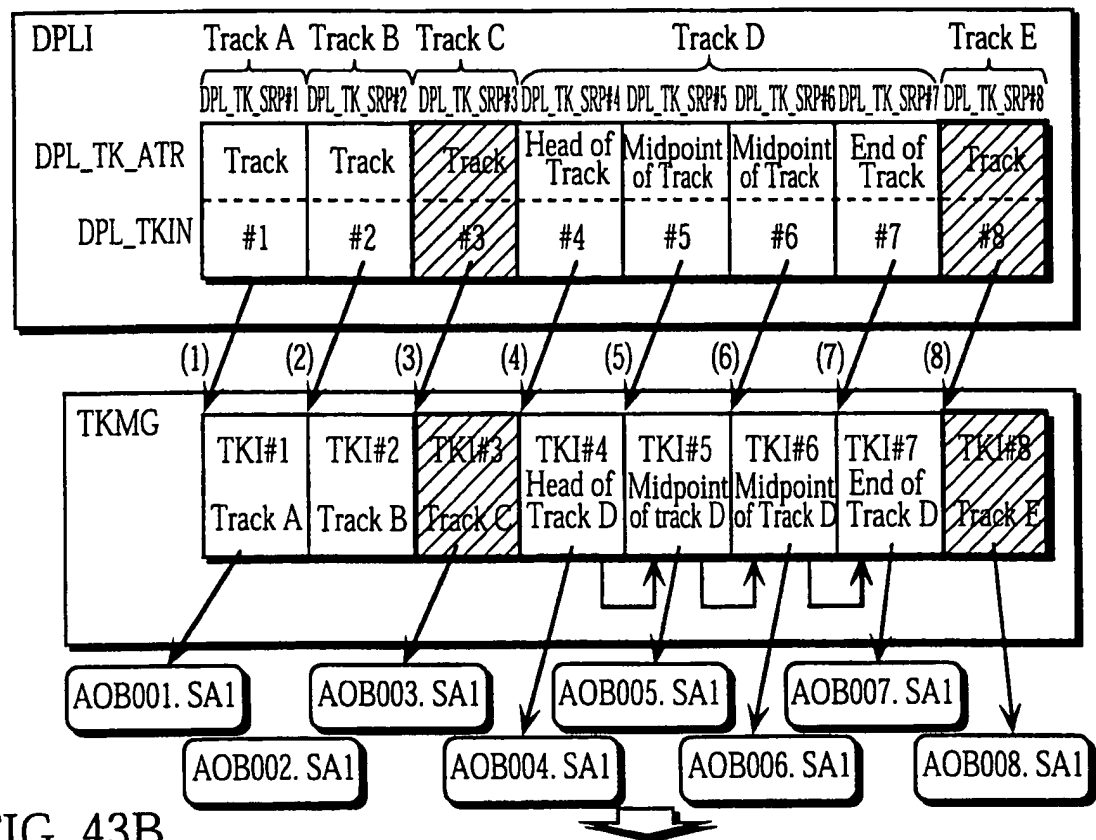 DPLI Track A Track B Track C Track D Track E
DPL_TK_SRP#1 DPL_TK_SRP#2 DPL_TK_SRP#3 DPL_TK_SRP#4 DPL_TK_SRP#5 DPL_TK_SRP#6 DPL_TK_SRP#7 DPL_TK_SRP#8
DPL_TK_ATR Track Track Track Head of Track Midpoint of Track Midpoint of Track End of Track Track
DPL_TKIN #1 #2 #3 #4 #5 #6 #7 #8
(1) (2) (3) (4) (5) (6) (7) (8)
TKMG TKI#1 TKI#2 TKI#3 TKI#4 TKI#5 TKI#6 TKI#7 TKI#8
Track A Track B Track C Head of Track D Midpoint of track D Midpoint of Track D End of Track D Track E
AOB001. SA1 AOB003. SA1 AOB005. SA1 AOB007. SA1
AOB002. SA1 AOB004. SA1 AOB006. SA1 AOB008. SA1
FIG. 43B